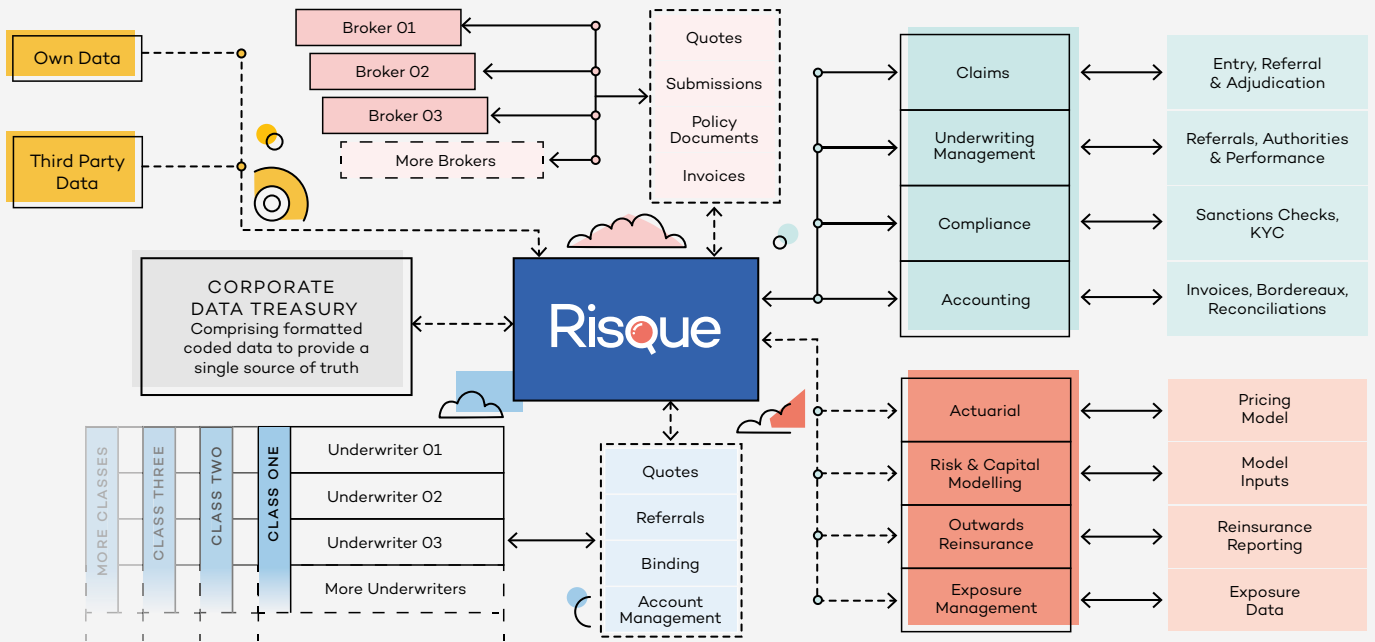 Own Data
Third Party
Data
Broker 01
Broker 02
Broker 03
More Brokers
Quotes
Submissions
Policy
Documents
Invoices
Claims
Underwriting
Management
Compliance
Accounting
Entry, Referral
& Adjudication
Referrals, Authorities
& Performance
Sanctions Checks,
KYC
Invoices, Bordereaux,
Reconciliations
CORPORATE
DATA TREASURY
Comprising formatted
coded data to provide a
single source of truth
Risque
MORE CLASSES
CLASS THREE
CLASS TWO
CLASS ONE
Underwriter 01
Underwriter 02
Underwriter 03
More Underwriters
Quotes
Referrals
Binding
Account
Management
Actuarial
Risk & Capital
Modelling
Outwards
Reinsurance
Exposure
Management
Pricing
Model
Model
Inputs
Reinsurance
Reporting
Exposure
Data